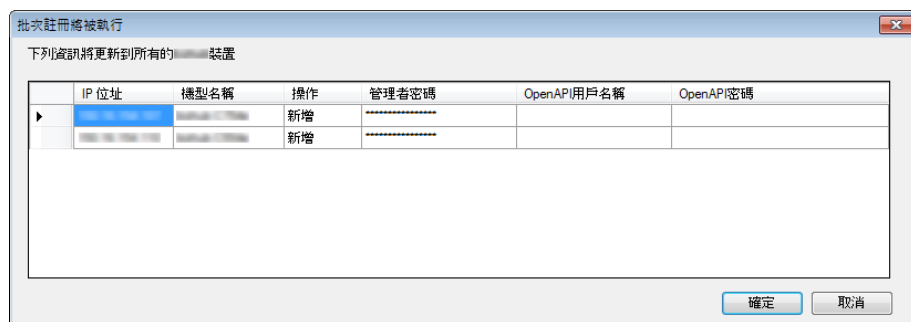 批次註冊將被執行
下列資訊將更新到所有的 裝置
IP 位址 機型名稱 操作 管理者密碼 OpenAPI用戶名稱 OpenAPI密碼
新增 ****************
新增 ****************
確定 取消